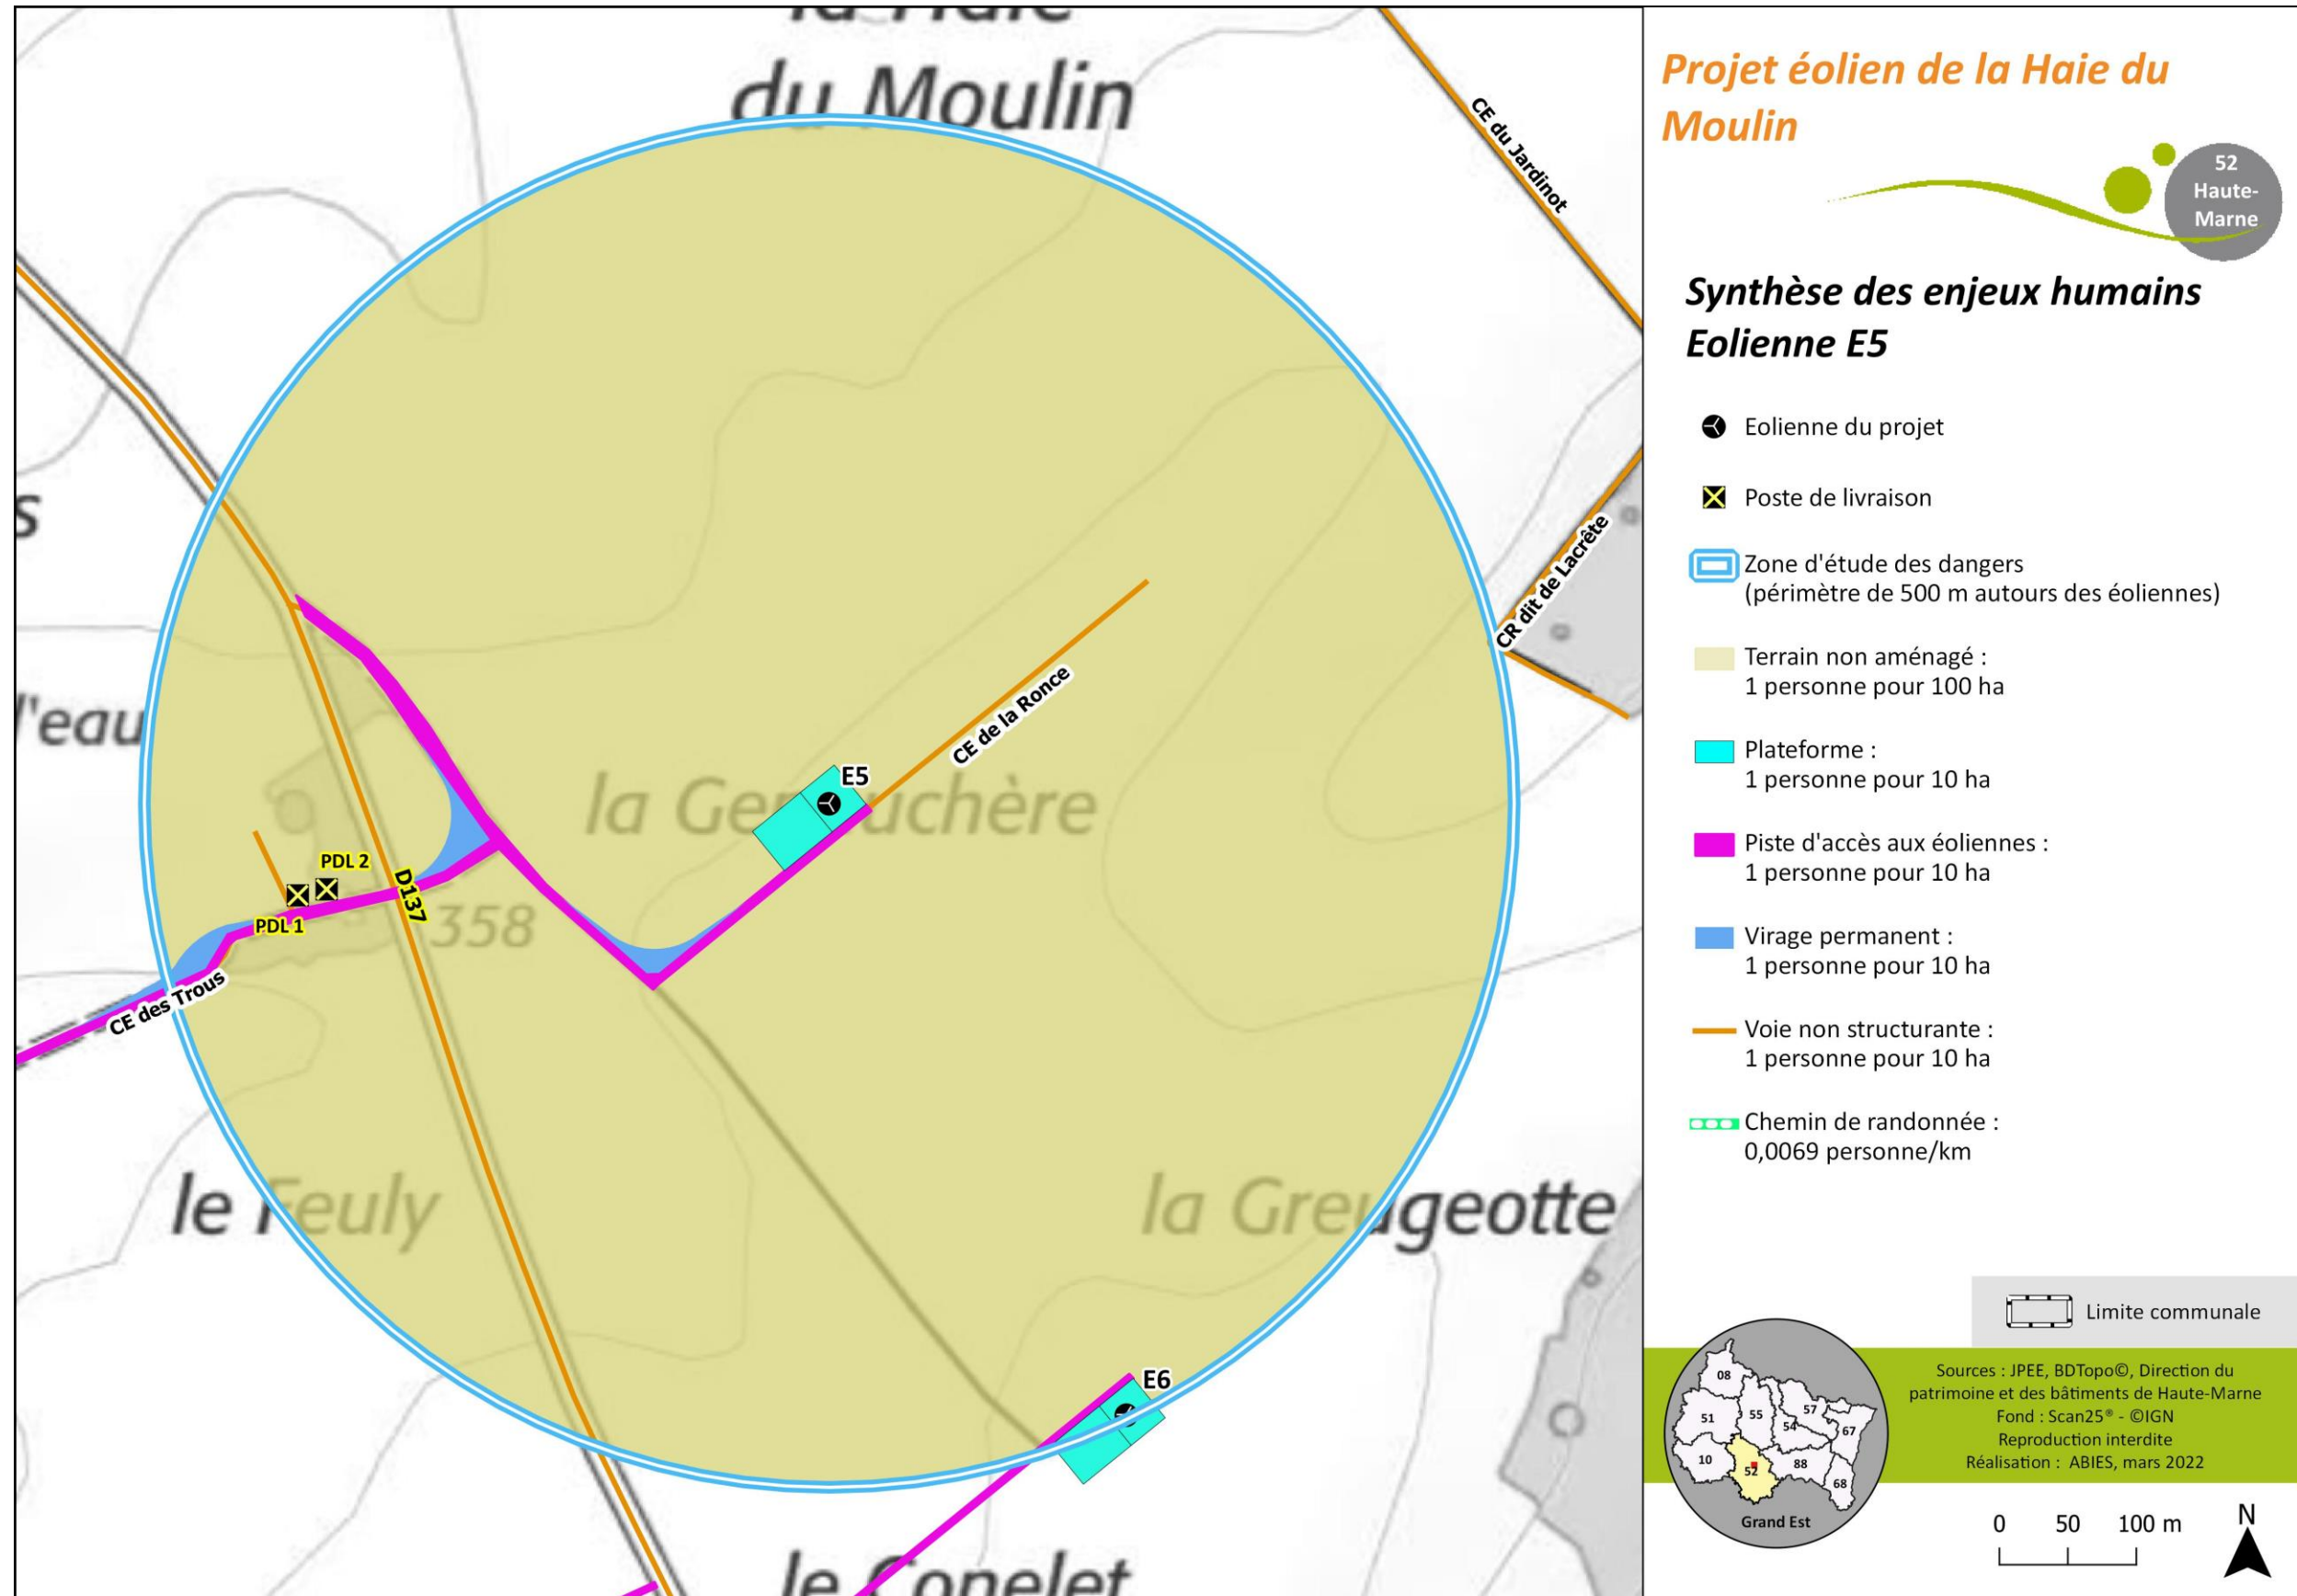 la Haie
du Moulin
CE du Jardinot
s
CR dit de Lacrête
l'eau
CE de la Ronce
E5
PDL 2
D137
PDL 1
358
CE des Trous
le Feuly
la Greugeotte
E6
Projet éolien de la Haie du
Moulin
52
Haute-
Marne
Synthèse des enjeux humains
Eolienne E5
Eolienne du projet
Poste de livraison
Zone d'étude des dangers
(périmètre de 500 m autours des éoliennes)
Terrain non aménagé :
1 personne pour 100 ha
Plateforme :
1 personne pour 10 ha
Piste d'accès aux éoliennes :
1 personne pour 10 ha
Virage permanent :
1 personne pour 10 ha
Voie non structurante :
1 personne pour 10 ha
Chemin de randonnée :
0,0069 personne/km
Limite communale
08
51
55
57
54
67
10
52
88
68
Grand Est
Sources : JPEE, BDTopo©, Direction du
patrimoine et des bâtiments de Haute-Marne
Fond : Scan25® - ©IGN
Reproduction interdite
Réalisation : ABIES, mars 2022
0 50 100 m
N